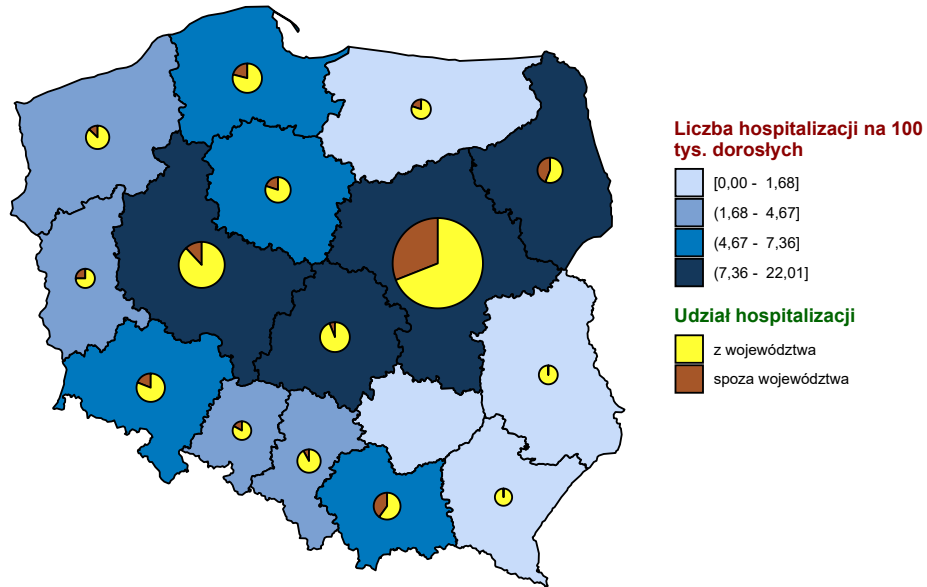 Liczba hospitalizacji na 100
tys. dorosłych
[0,00 - 1,68]
(1,68 - 4,67]
(4,67 - 7,36]
(7,36 - 22,01]
Udział hospitalizacji
z województwa
spoza województwa